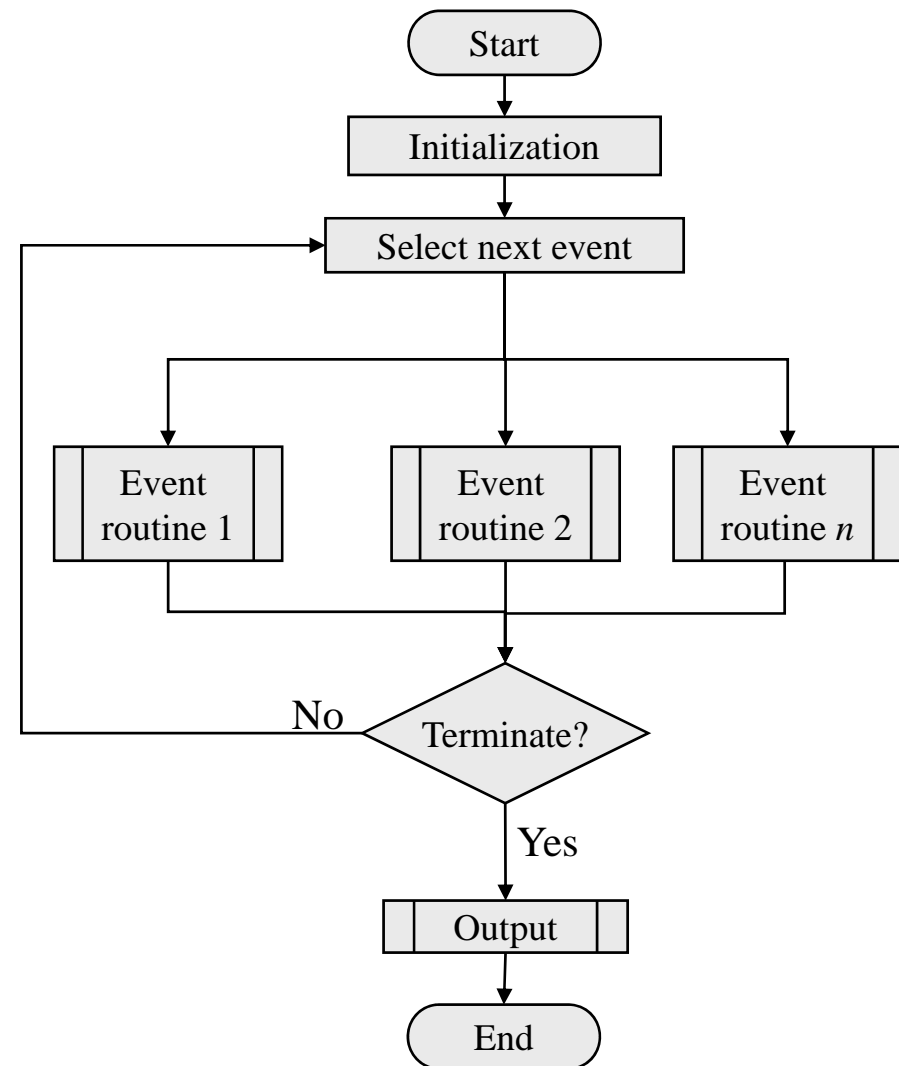 Start
Initialization
Select next event
Event
routine 1
Event
routine 2
Event
routine n
No
Terminate?
Yes
Output
End